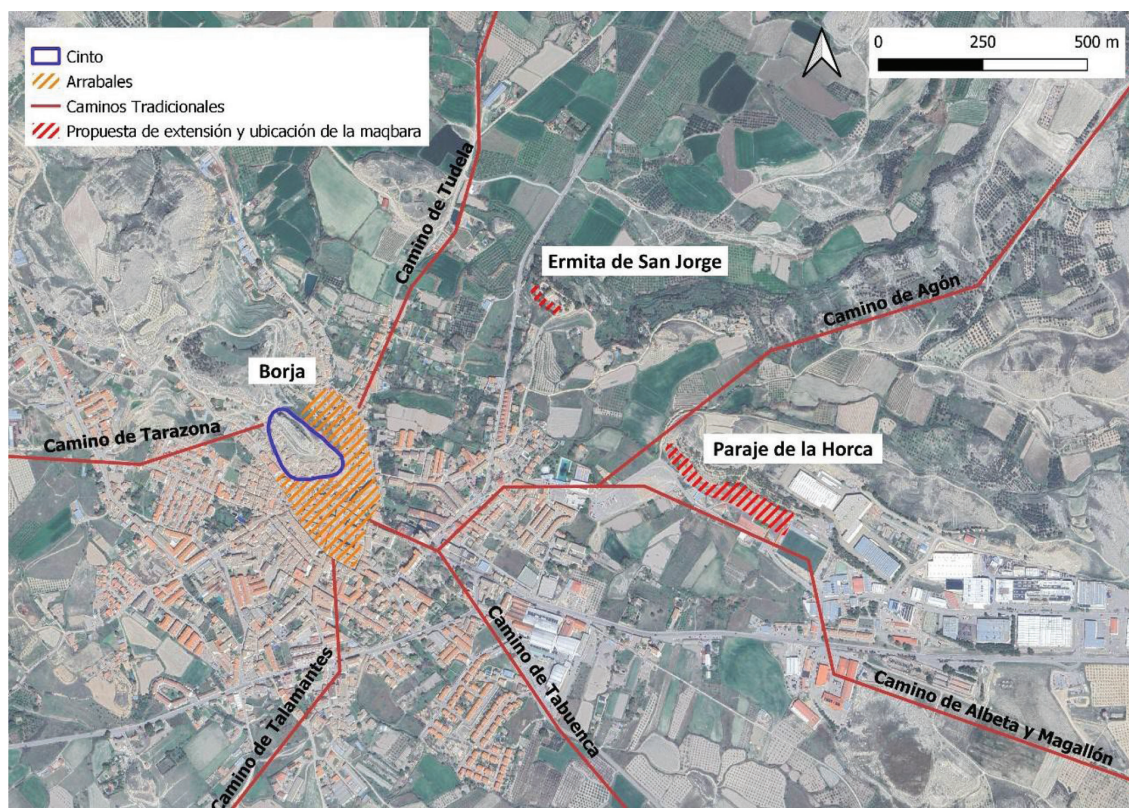 Cinto
Arrabales
Caminos Tradicionales
Propuesta de extensión y ubicación de la maqbara
0 250 500 m
Camino de Tudela
Ermita de San Jorge
Camino de Agón
Borja
Camino de Tarazona
Paraje de la Horca
Camino de Talamantes
Camino de Tabuenca
Camino de Albeta y Magallón